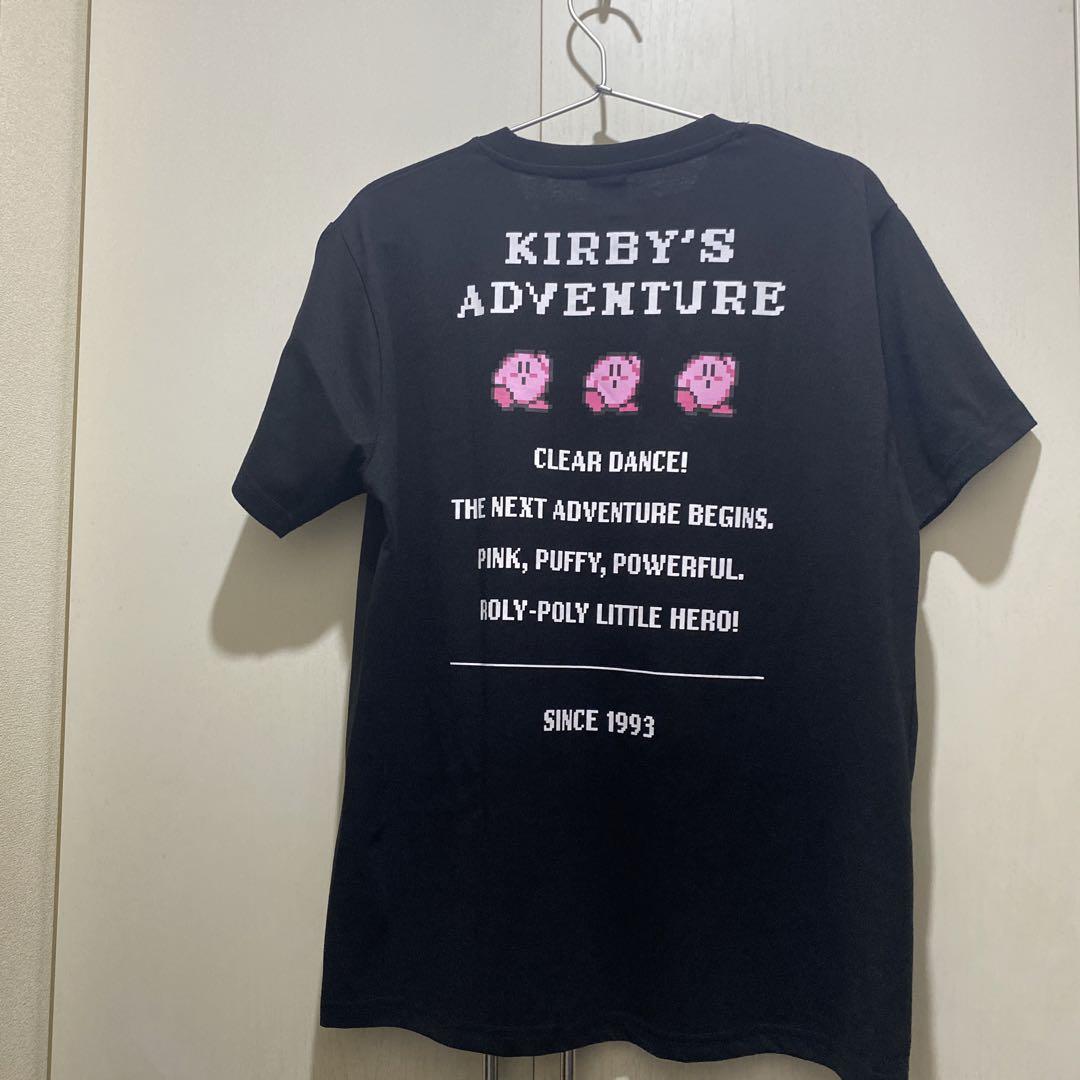 KIRBY'S
ADVENTURE
CLEAR DANCE!
THE NEXT ADVENTURE BEGINS.
PINK, PUFFY, POWERFUL.
ROLY-POLY LITTLE HERO!
SINCE 1993